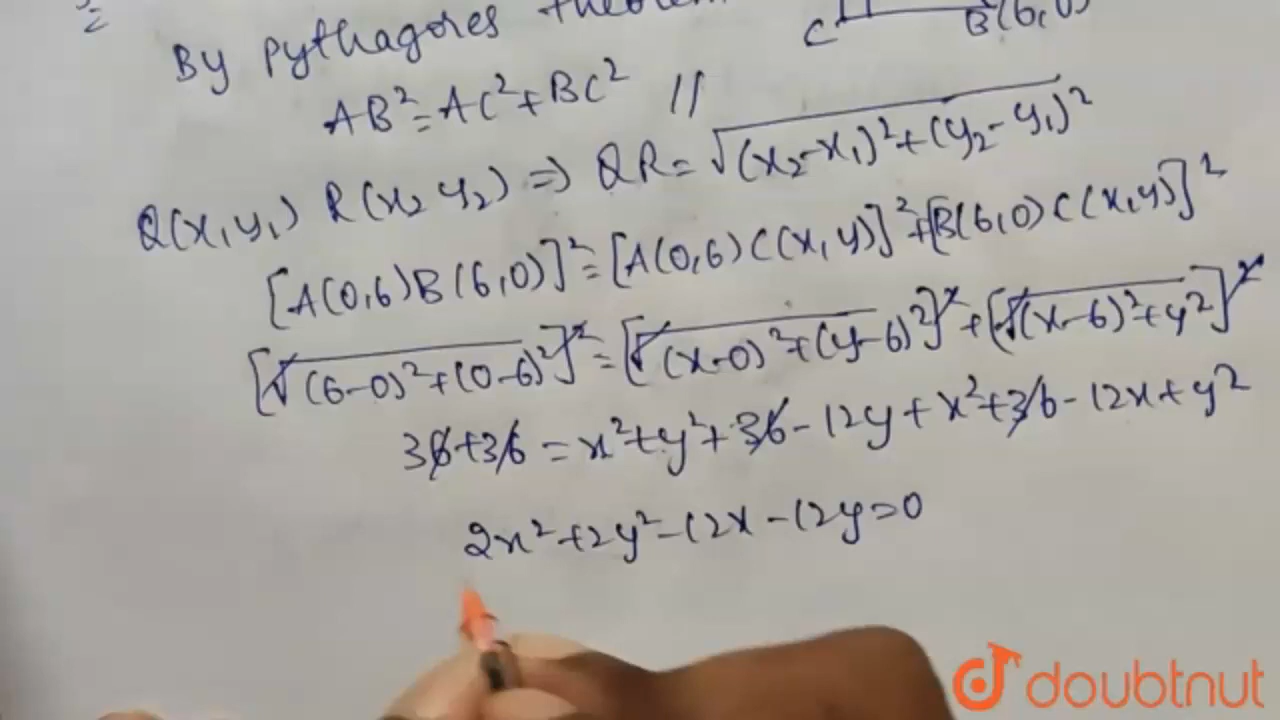 By Pythagores theorem
C B(6,0)
AB²=AC²+BC² //
Q(x₁y₁) R(x₂ y₂) ⇒ QR=√(x₂-x₁)²+(y₂-y₁)²
[A(0,6)B(6,0)]²=[A(0,6)C(x,y)]²+[B(6,0)C(x,y)]²
[√(6-0)²+(0-6)²]²=[√(x-0)²+(y-6)²]²+[√(x-6)²+y²]²
36+36=x²+y²+36-12y+x²+36-12x+y²
2x²+2y²-12x-12y=0
doubtnut